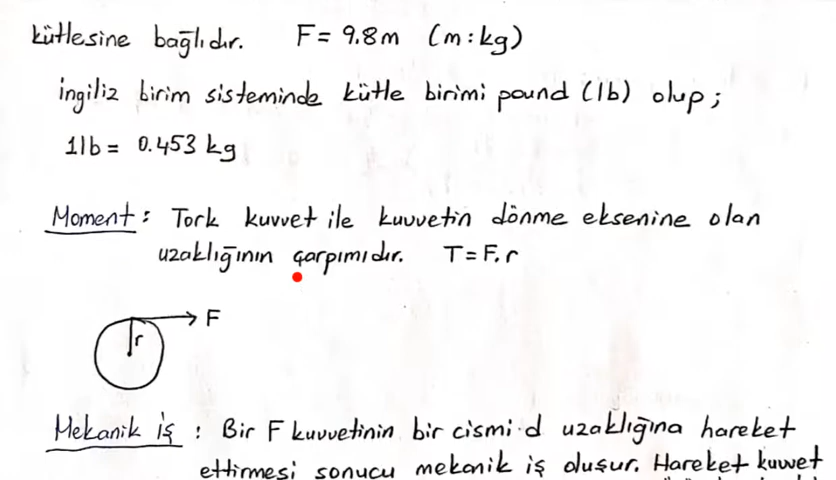 kütlesine bağlıdır. F = 9.8m (m:kg)
ingiliz birim sisteminde kütle birimi pound (lb) olup;
1lb = 0.453 kg
Moment: Tork kuvvet ile kuvvetin dönme eksenine olan
uzaklığının çarpımıdır. T = F.r
F
r
Mekanik iş : Bir F kuvvetinin bir cismi d uzaklığına hareket
ettirmesi sonucu mekanik iş oluşur. Hareket kuvvet